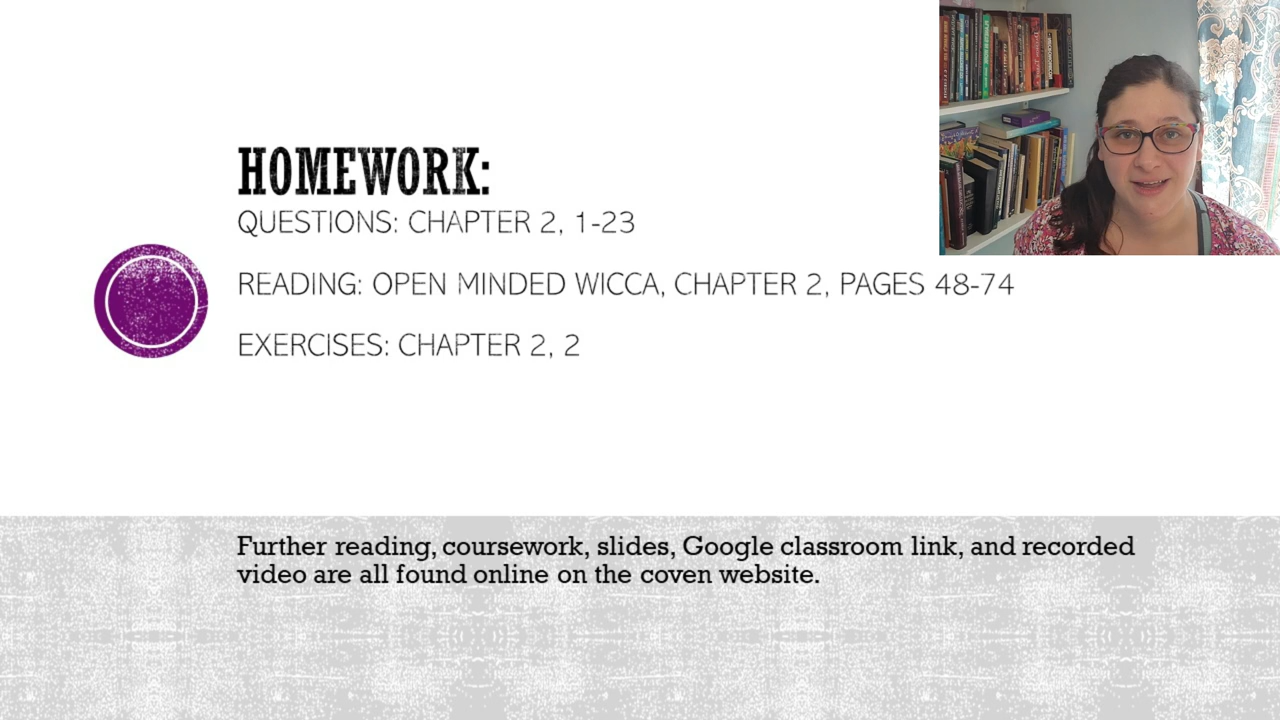 HOMEWORK:
QUESTIONS: CHAPTER 2, 1-23
READING: OPEN MINDED WICCA, CHAPTER 2, PAGES 48-74
EXERCISES: CHAPTER 2, 2
Further reading, coursework, slides, Google classroom link, and recorded
video are all found online on the coven website.